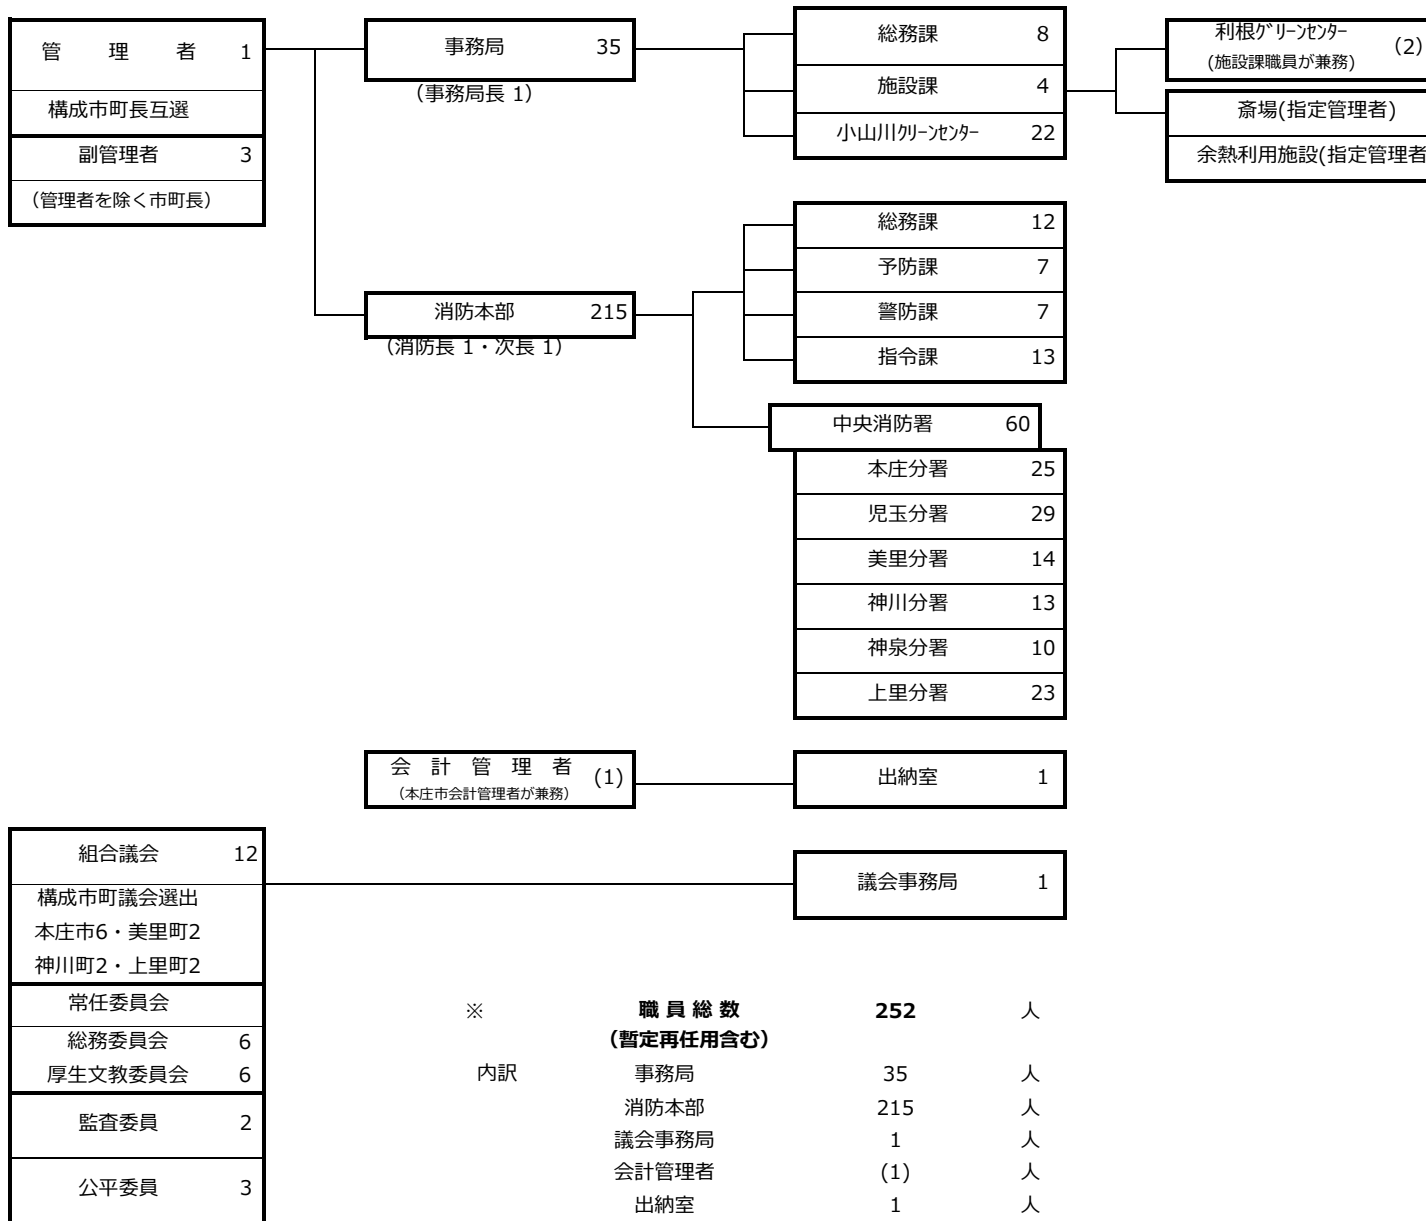 管 理 者 1
構成市町長互選
副管理者 3
(管理者を除く市町長)
事務局 35
(事務局長 1)
総務課 8
施設課 4
小山川クリーンセンター 22
利根グリーンセンター (2)
(施設課職員が兼務)
斎場(指定管理者)
余熱利用施設(指定管理者
消防本部 215
(消防長 1・次長 1)
総務課 12
予防課 7
警防課 7
指令課 13
中央消防署 60
本庄分署 25
児玉分署 29
美里分署 14
神川分署 13
神泉分署 10
上里分署 23
会 計 管 理 者 (1)
(本庄市会計管理者が兼務)
出納室 1
組合議会 12
構成市町議会選出
本庄市6・美里町2
神川町2・上里町2
議会事務局 1
常任委員会
総務委員会 6
厚生文教委員会 6
監査委員 2
公平委員 3
※ 職 員 総 数 252 人
(暫定再任用含む)
内訳 事務局 35 人
消防本部 215 人
議会事務局 1 人
会計管理者 (1) 人
出納室 1 人